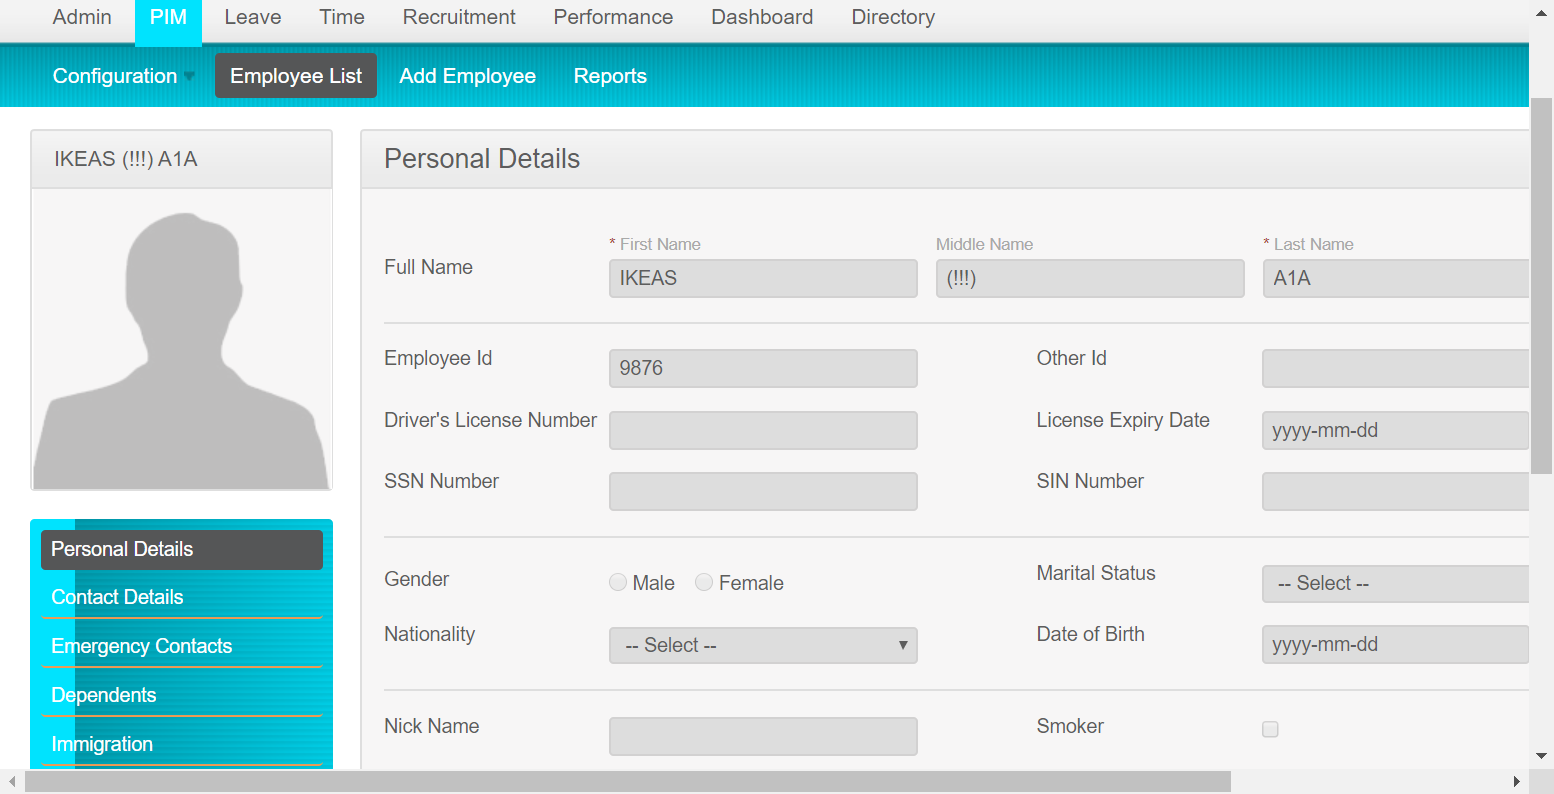 Admin PIM Leave Time Recruitment Performance Dashboard Directory
Configuration Employee List Add Employee Reports
IKEAS (!!!) A1A
Personal Details
* First Name Middle Name * Last Name
Full Name IKEAS (!!!) A1A
Employee Id 9876 Other Id
Driver's License Number License Expiry Date yyyy-mm-dd
SSN Number SIN Number
Gender Male Female Marital Status -- Select --
Nationality -- Select -- Date of Birth yyyy-mm-dd
Nick Name Smoker
Personal Details
Contact Details
Emergency Contacts
Dependents
Immigration